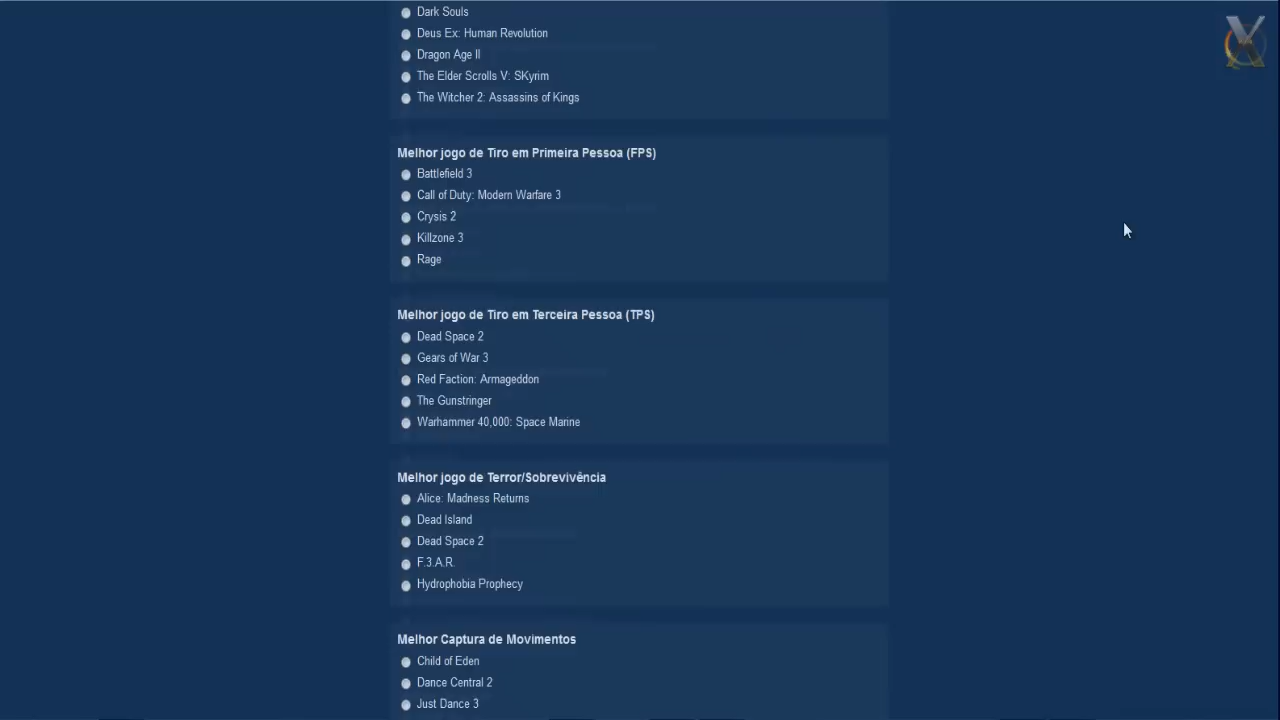 Dark Souls
Deus Ex: Human Revolution
Dragon Age II
The Elder Scrolls V: SKyrim
The Witcher 2: Assassins of Kings
Melhor jogo de Tiro em Primeira Pessoa (FPS)
Battlefield 3
Call of Duty: Modern Warfare 3
Crysis 2
Killzone 3
Rage
Melhor jogo de Tiro em Terceira Pessoa (TPS)
Dead Space 2
Gears of War 3
Red Faction: Armageddon
The Gunstringer
Warhammer 40,000: Space Marine
Melhor jogo de Terror/Sobrevivência
Alice: Madness Returns
Dead Island
Dead Space 2
F.3.A.R.
Hydrophobia Prophecy
Melhor Captura de Movimentos
Child of Eden
Dance Central 2
Just Dance 3